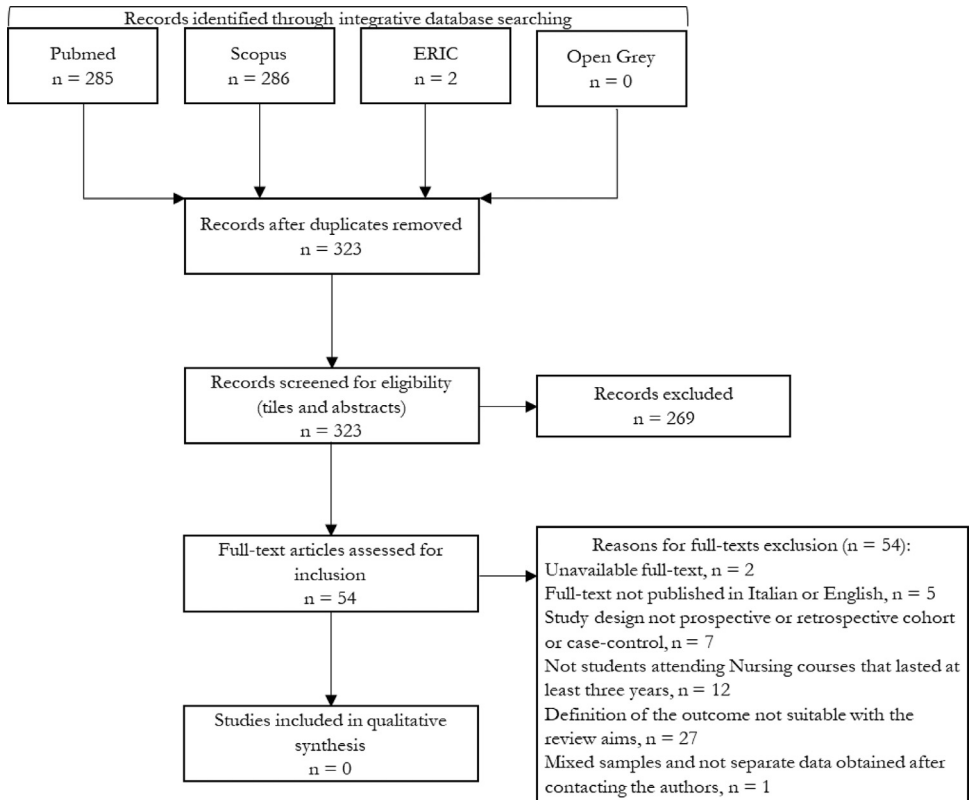 Records identified through integrative database searching
Pubmed
n = 285
Scopus
n = 286
ERIC
n = 2
Open Grey
n = 0
Records after duplicates removed
n = 323
Records screened for eligibility
(tiles and abstracts)
n = 323
Records excluded
n = 269
Full-text articles assessed for
inclusion
n = 54
Reasons for full-texts exclusion (n = 54):
Unavailable full-text, n = 2
Full-text not published in Italian or English, n = 5
Study design not prospective or retrospective cohort
or case-control, n = 7
Not students attending Nursing courses that lasted at
least three years, n = 12
Definition of the outcome not suitable with the
review aims, n = 27
Mixed samples and not separate data obtained after
contacting the authors, n = 1
Studies included in qualitative
synthesis
n = 0